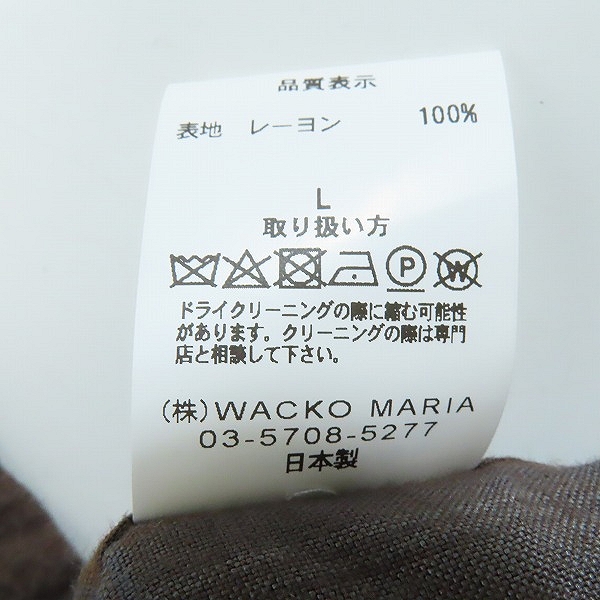 品質表示
表地 レーヨン 100%
L
取り扱い方
P W
ドライクリーニングの際に縮む可能性
があります。クリーニングの際は専門
店と相談して下さい。
(株)WACKO MARIA
03-5708-5277
日本製